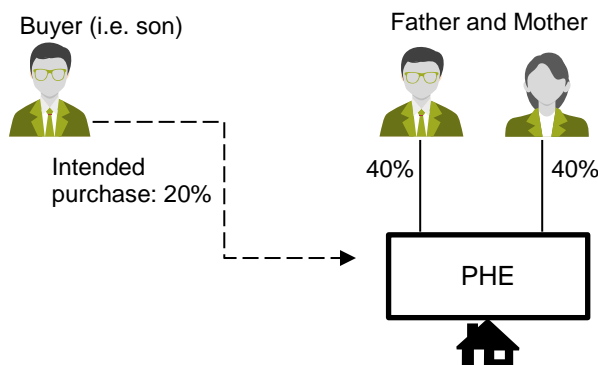 Buyer (i.e. son)
Father and Mother
Intended
purchase: 20%
40%
40%
PHE